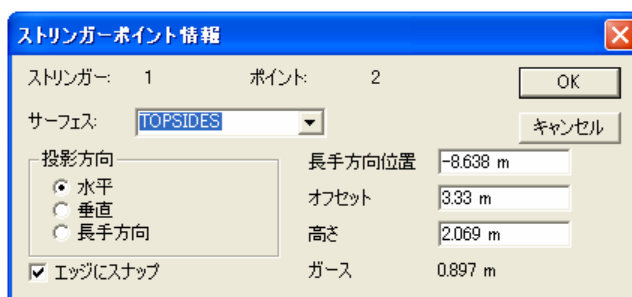 ストリンガーポイント情報
ストリンガー: 1 ポイント: 2 OK
サーフェス: TOPSIDES キャンセル
投影方向 長手方向位置 -8.638 m
水平
オフセット 3.33 m
垂直
長手方向 高さ 2.069 m
エッジにスナップ ガース 0.897 m